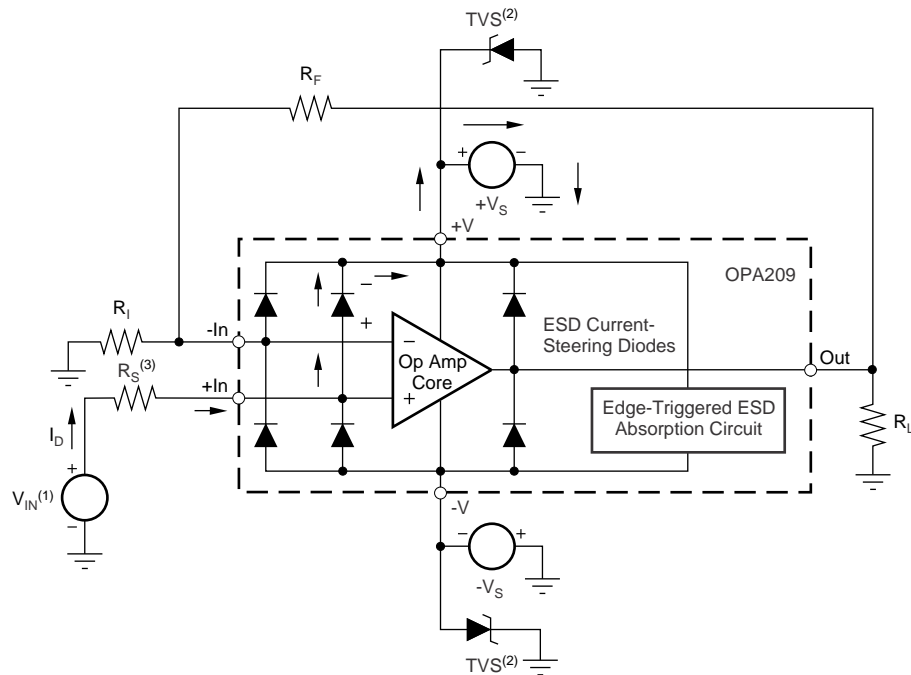 TVS(2)
RF
+ −
+VS
+V
OPA209
−
+
RI
-In
−
Op Amp
Core
+
ESD Current-
Steering Diodes
Out
RS(3)
+In
Edge-Triggered ESD
Absorption Circuit
RL
ID
+
VIN(1)
−
-V
− +
-VS
TVS(2)